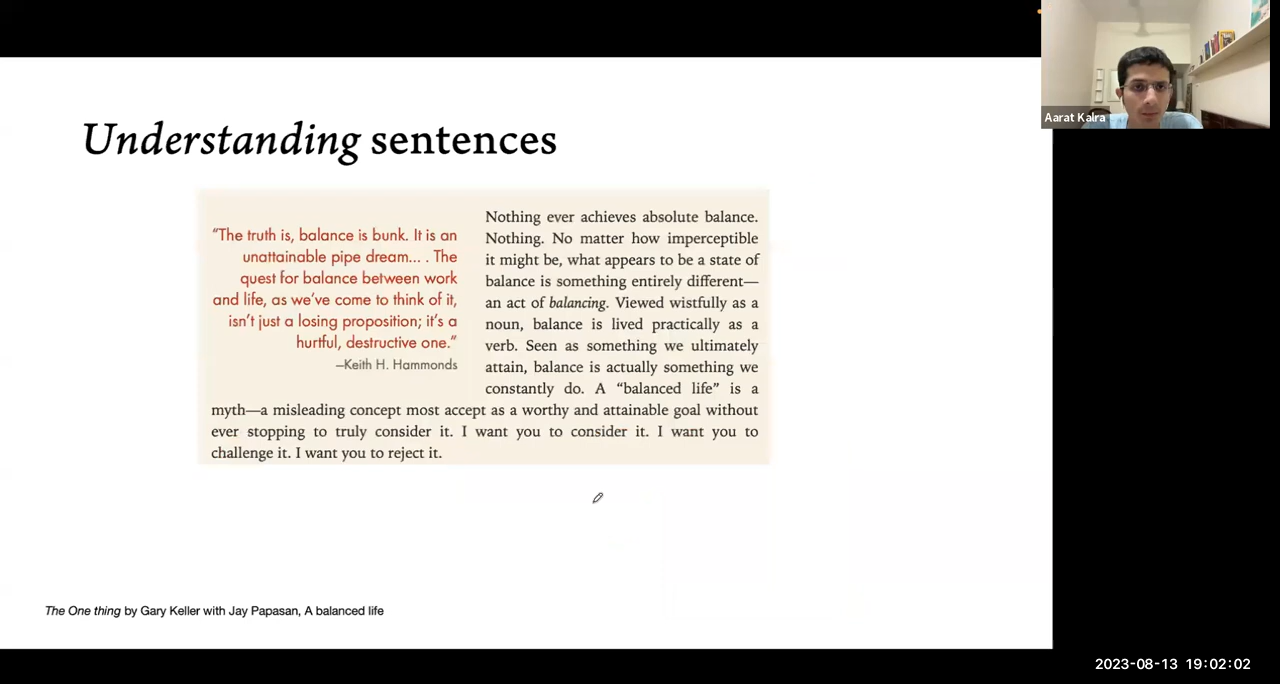 Aarat Kalra
Understanding sentences
“The truth is, balance is bunk. It is an
unattainable pipe dream... . The
quest for balance between work
and life, as we’ve come to think of it,
isn’t just a losing proposition; it’s a
hurtful, destructive one.”
—Keith H. Hammonds
Nothing ever achieves absolute balance.
Nothing. No matter how imperceptible
it might be, what appears to be a state of
balance is something entirely different—
an act of balancing. Viewed wistfully as a
noun, balance is lived practically as a
verb. Seen as something we ultimately
attain, balance is actually something we
constantly do. A “balanced life” is a
myth—a misleading concept most accept as a worthy and attainable goal without
ever stopping to truly consider it. I want you to consider it. I want you to
challenge it. I want you to reject it.
The One thing by Gary Keller with Jay Papasan, A balanced life
2023-08-13 19:02:02